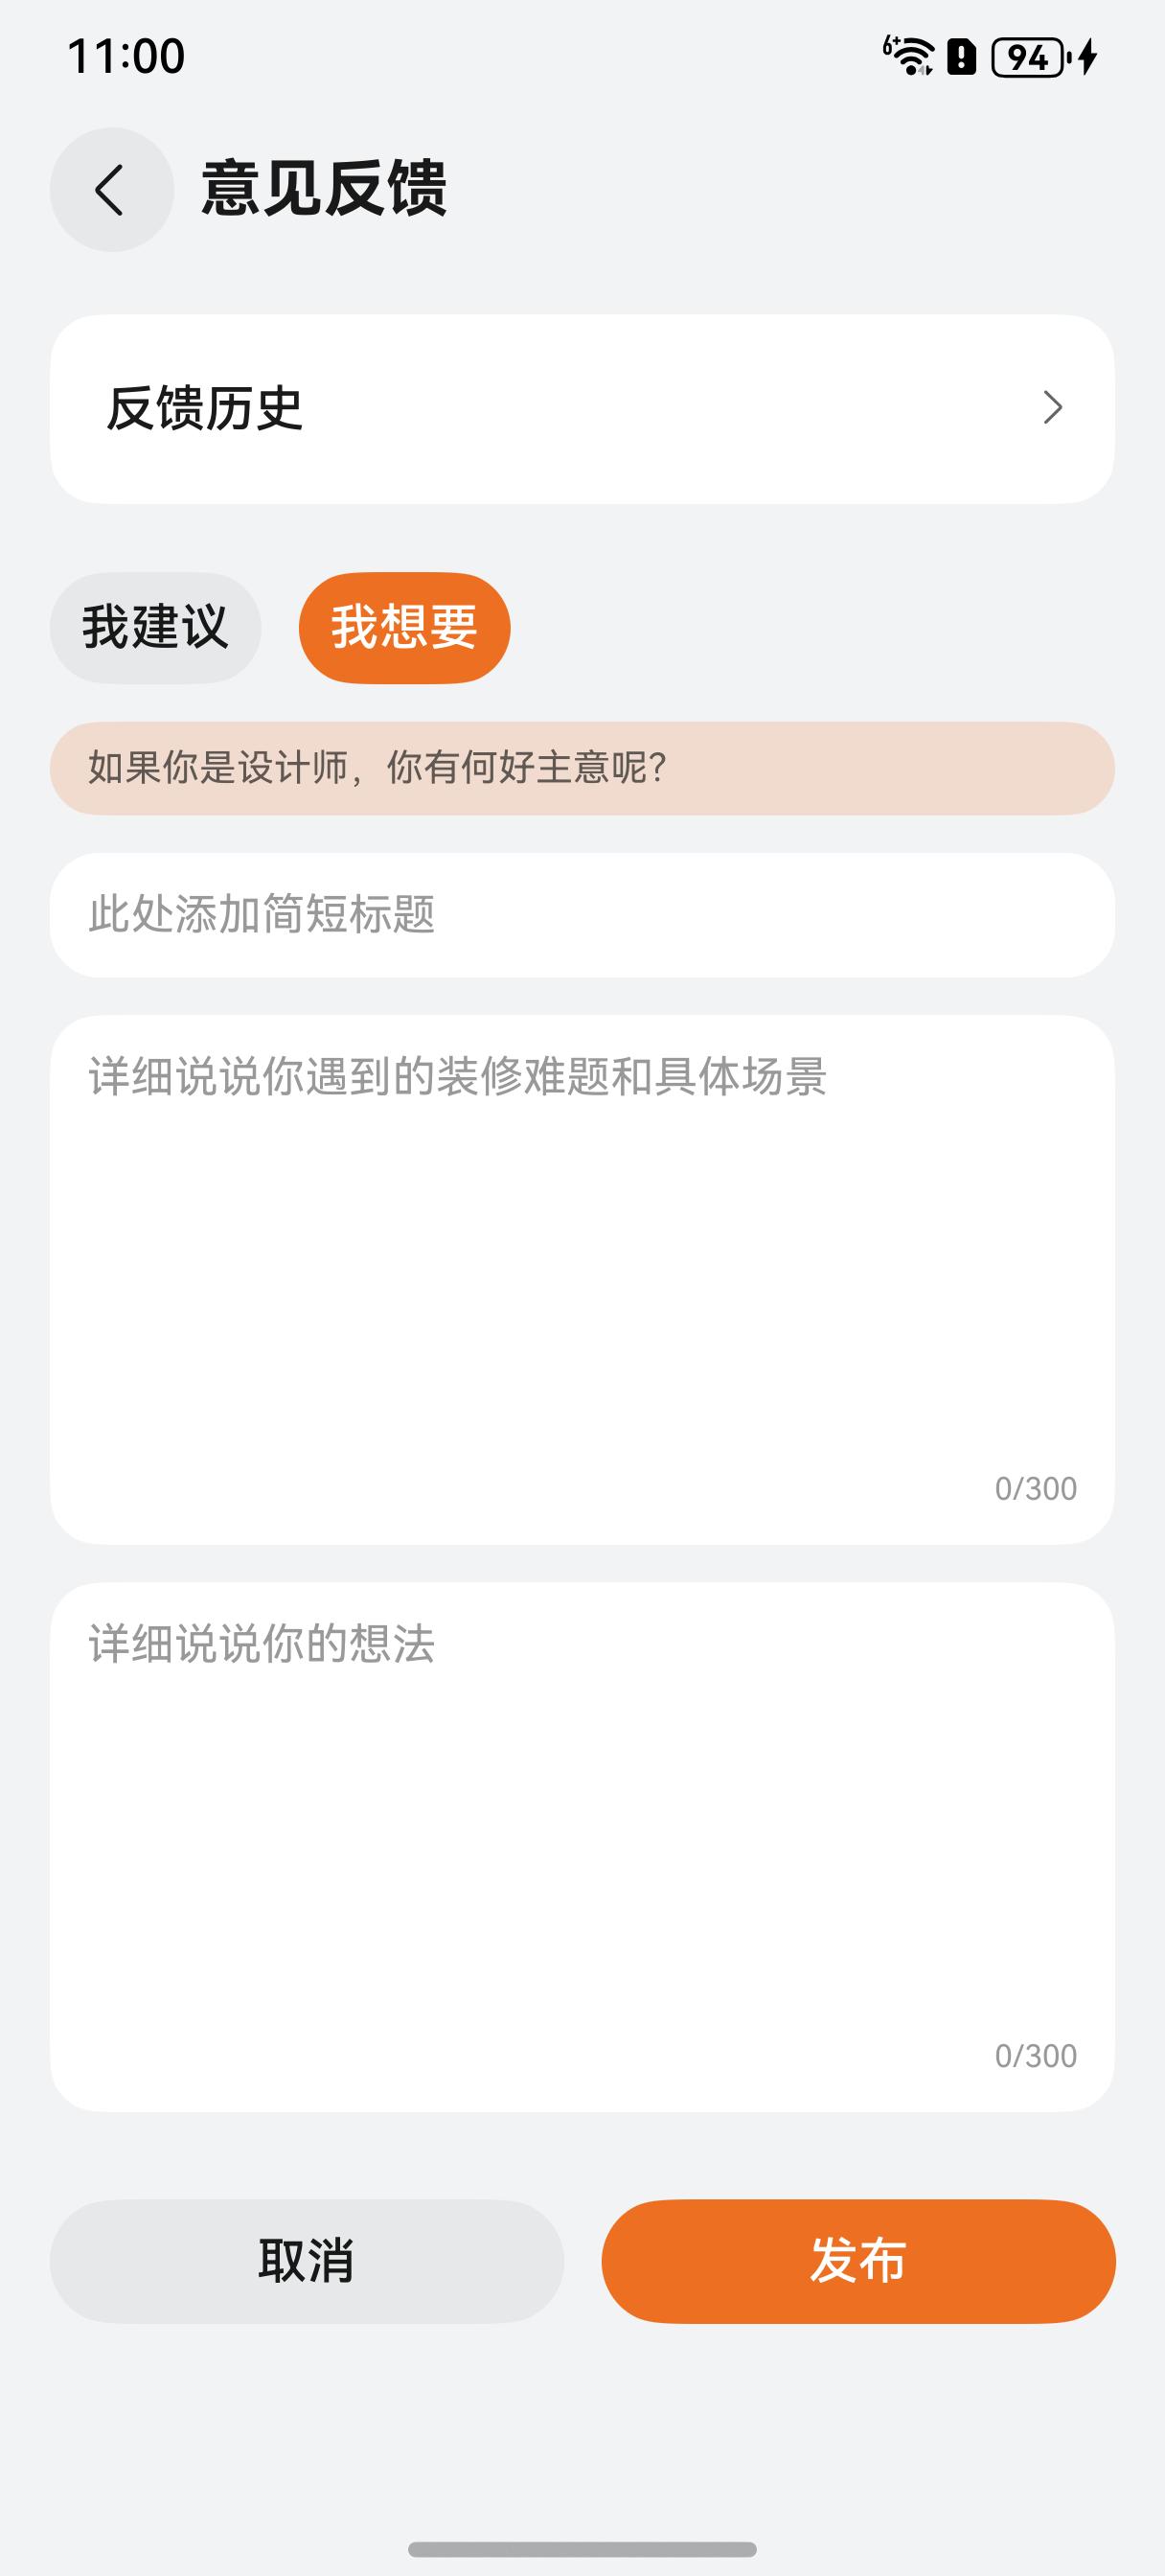 11:00
6+
94
意见反馈
反馈历史
我建议
我想要
如果你是设计师，你有何好主意呢？
此处添加简短标题
详细说说你遇到的装修难题和具体场景
0/300
详细说说你的想法
0/300
取消
发布